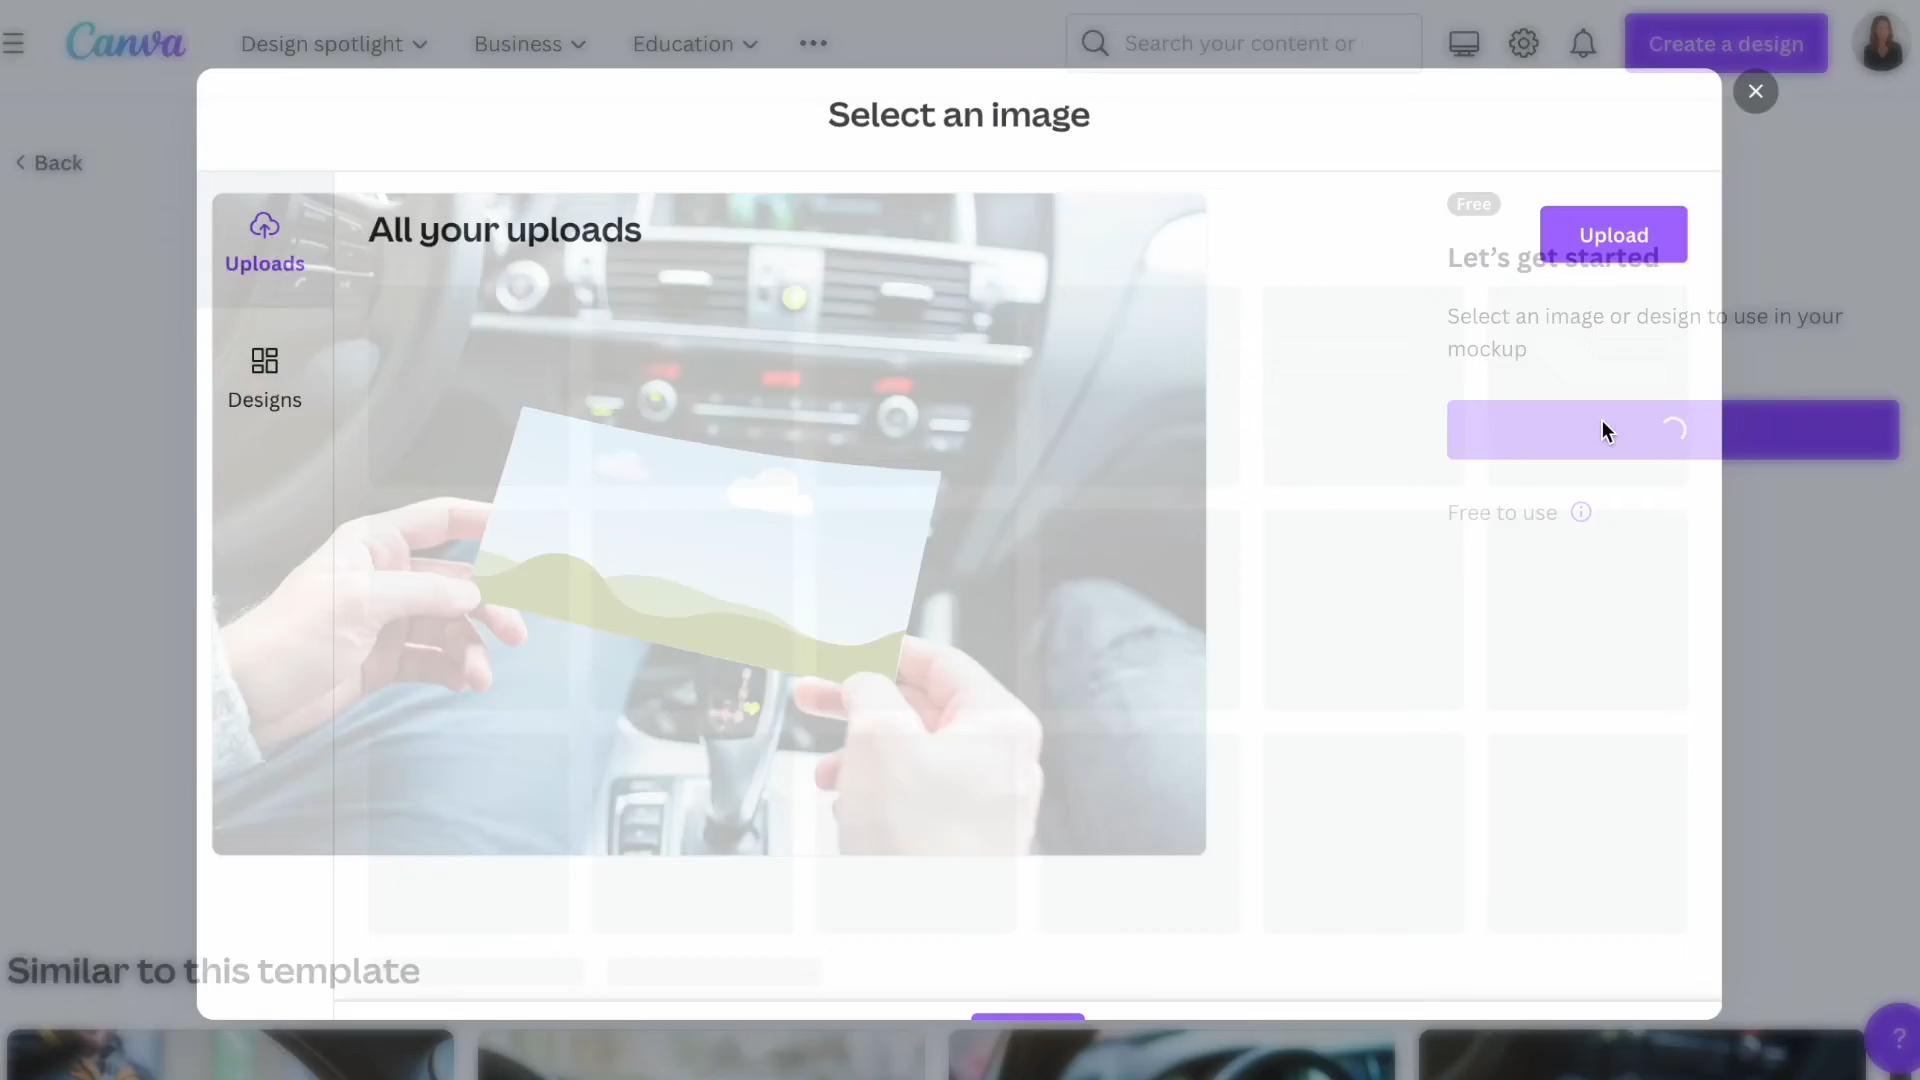 Canva
Design spotlight
Business
Education
Search your content or
Create a design
Select an image
Back
Free
Uploads
All your uploads
Upload
Let's get started
Select an image or design to use in your
mockup
Designs
Free to use
Similar to this template
?